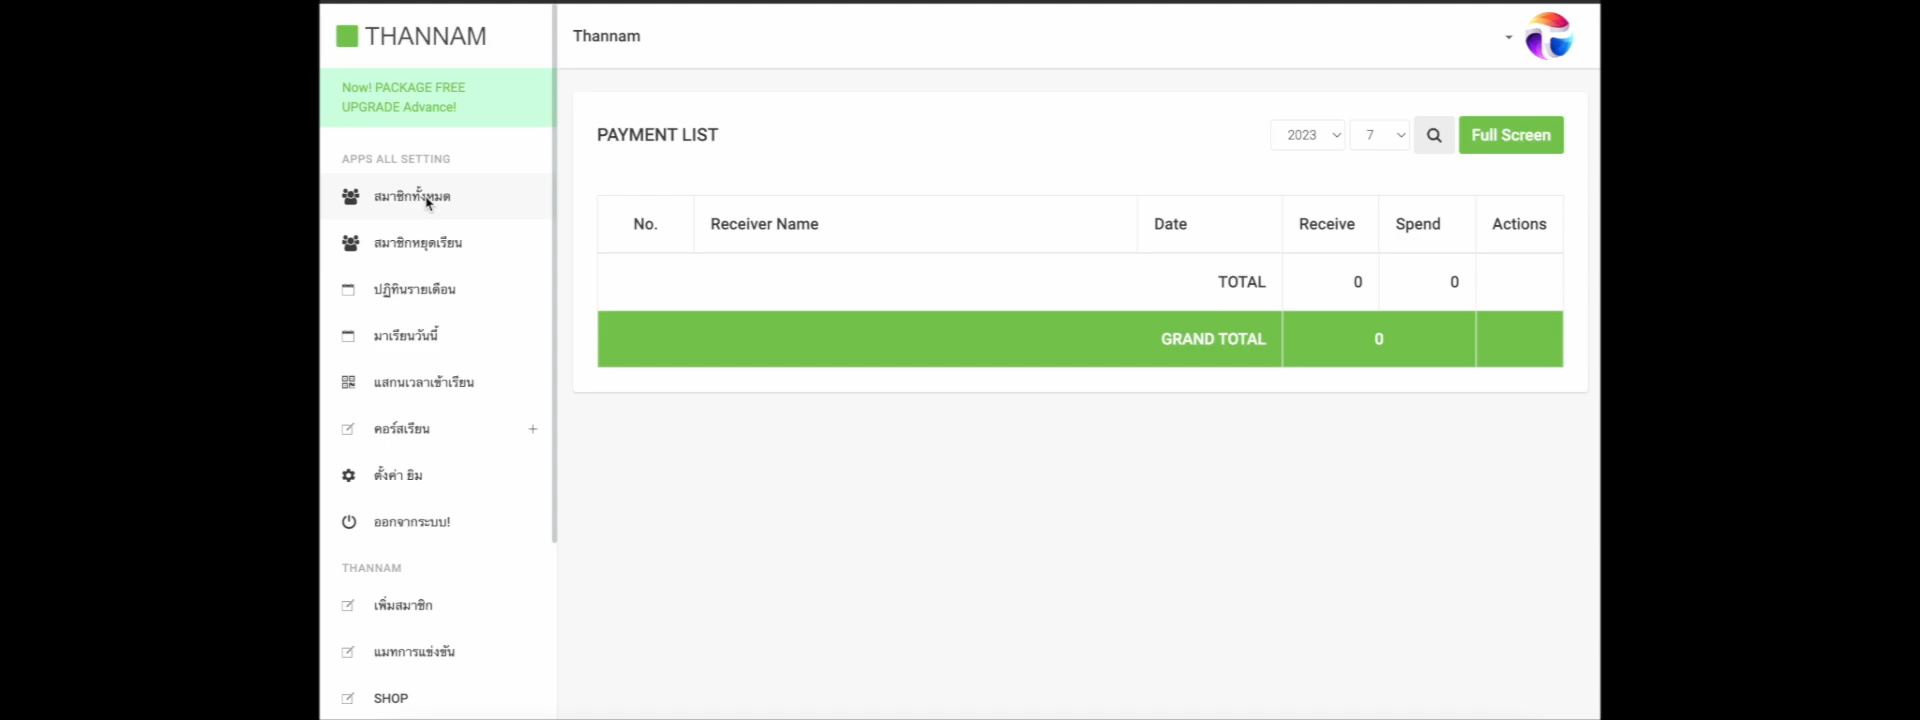 THANNAM
Thannam
Now! PACKAGE FREE
UPGRADE Advance!
APPS ALL SETTING
สมาชิกทั้งหมด
สมาชิกหยุดเรียน
ปฏิทินรายเดือน
มาเรียนวันนี้
แสกนเวลาเข้าเรียน
คอร์สเรียน +
ตั้งค่า ยิม
ออกจากระบบ!
THANNAM
เพิ่มสมาชิก
แมทการแข่งขัน
SHOP
PAYMENT LIST
2023 7 Full Screen
No. Receiver Name Date Receive Spend Actions
TOTAL 0 0
GRAND TOTAL 0